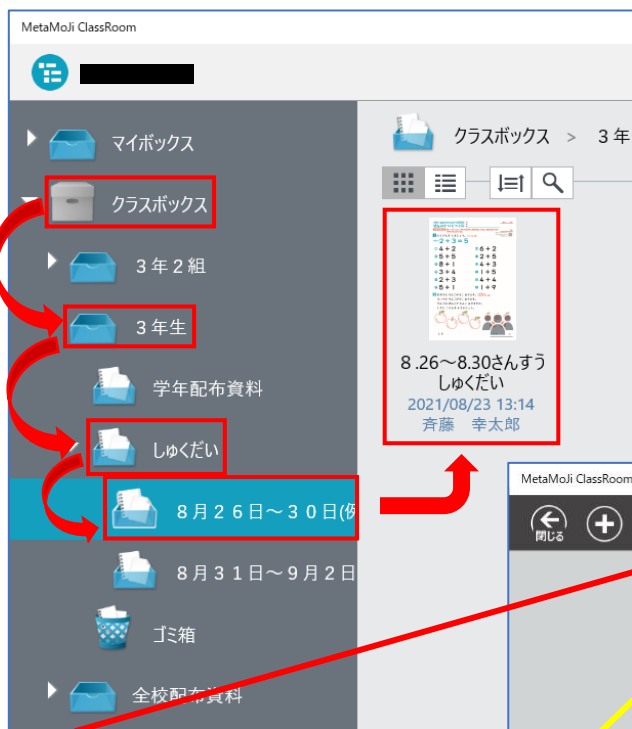 MetaMoJi ClassRoom
マイボックス
クラスボックス
3年2組
3年生
学年配布資料
しゅくだい
8月26日～30日(例
8月31日～9月2日
ゴミ箱
全校配布資料
クラスボックス > 3年
8.26～8.30さんすう
しゅくだい
2021/08/23 13:14
斉藤 幸太郎
MetaMoJi ClassRoom
閉じる